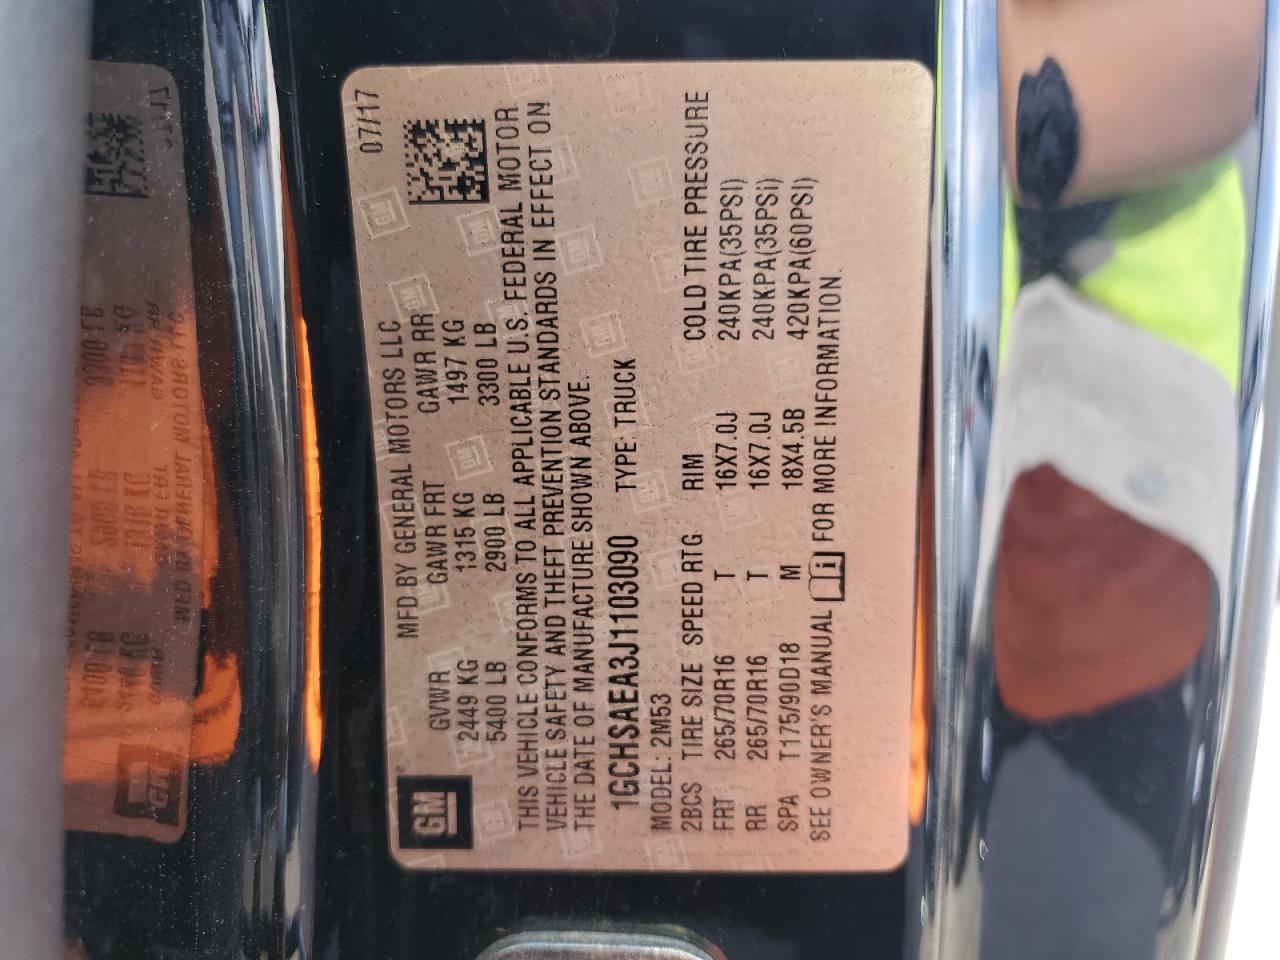 07/17
GM
MFD BY GENERAL MOTORS LLC
GVWR GAWR FRT GAWR RR
2449 KG 1315 KG 1497 KG
5400 LB 2900 LB 3300 LB
THIS VEHICLE CONFORMS TO ALL APPLICABLE U.S. FEDERAL MOTOR
VEHICLE SAFETY AND THEFT PREVENTION STANDARDS IN EFFECT ON
THE DATE OF MANUFACTURE SHOWN ABOVE.
1GCHSAEA3J1103090 TYPE: TRUCK
MODEL: 2M53
2BCS TIRE SIZE SPEED RTG RIM COLD TIRE PRESSURE
FRT 265/70R16 T 16X7.0J 240KPA(35PSI)
RR 265/70R16 T 16X7.0J 240KPA(35PSI)
SPA T175/90D18 M 18X4.5B 420KPA(60PSI)
SEE OWNER'S MANUAL FOR MORE INFORMATION.